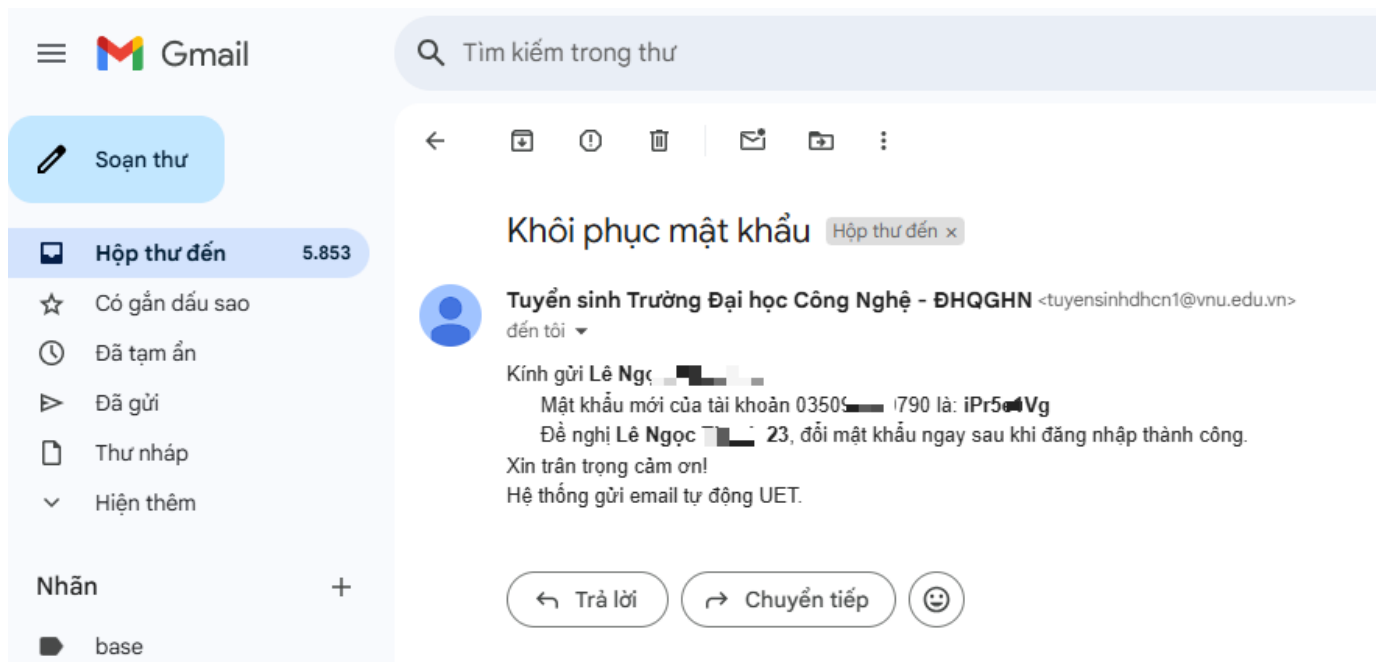 Gmail
Tìm kiếm trong thư
Soạn thư
Hộp thư đến 5.853
Có gắn dấu sao
Đã tạm ẩn
Đã gửi
Thư nháp
Hiện thêm
Nhãn
base
Khôi phục mật khẩu Hộp thư đến ×
Tuyển sinh Trường Đại học Công Nghệ - ĐHQGHN <tuyensinhdhcn1@vnu.edu.vn>
đến tôi
Kính gửi Lê
Mật khẩu mới của tài khoản là:
Đề nghị Lê Ngọc 23, đổi mật khẩu ngay sau khi đăng nhập thành công.
Xin trân trọng cảm ơn!
Hệ thống gửi email tự động UET.
Trả lời
Chuyển tiếp